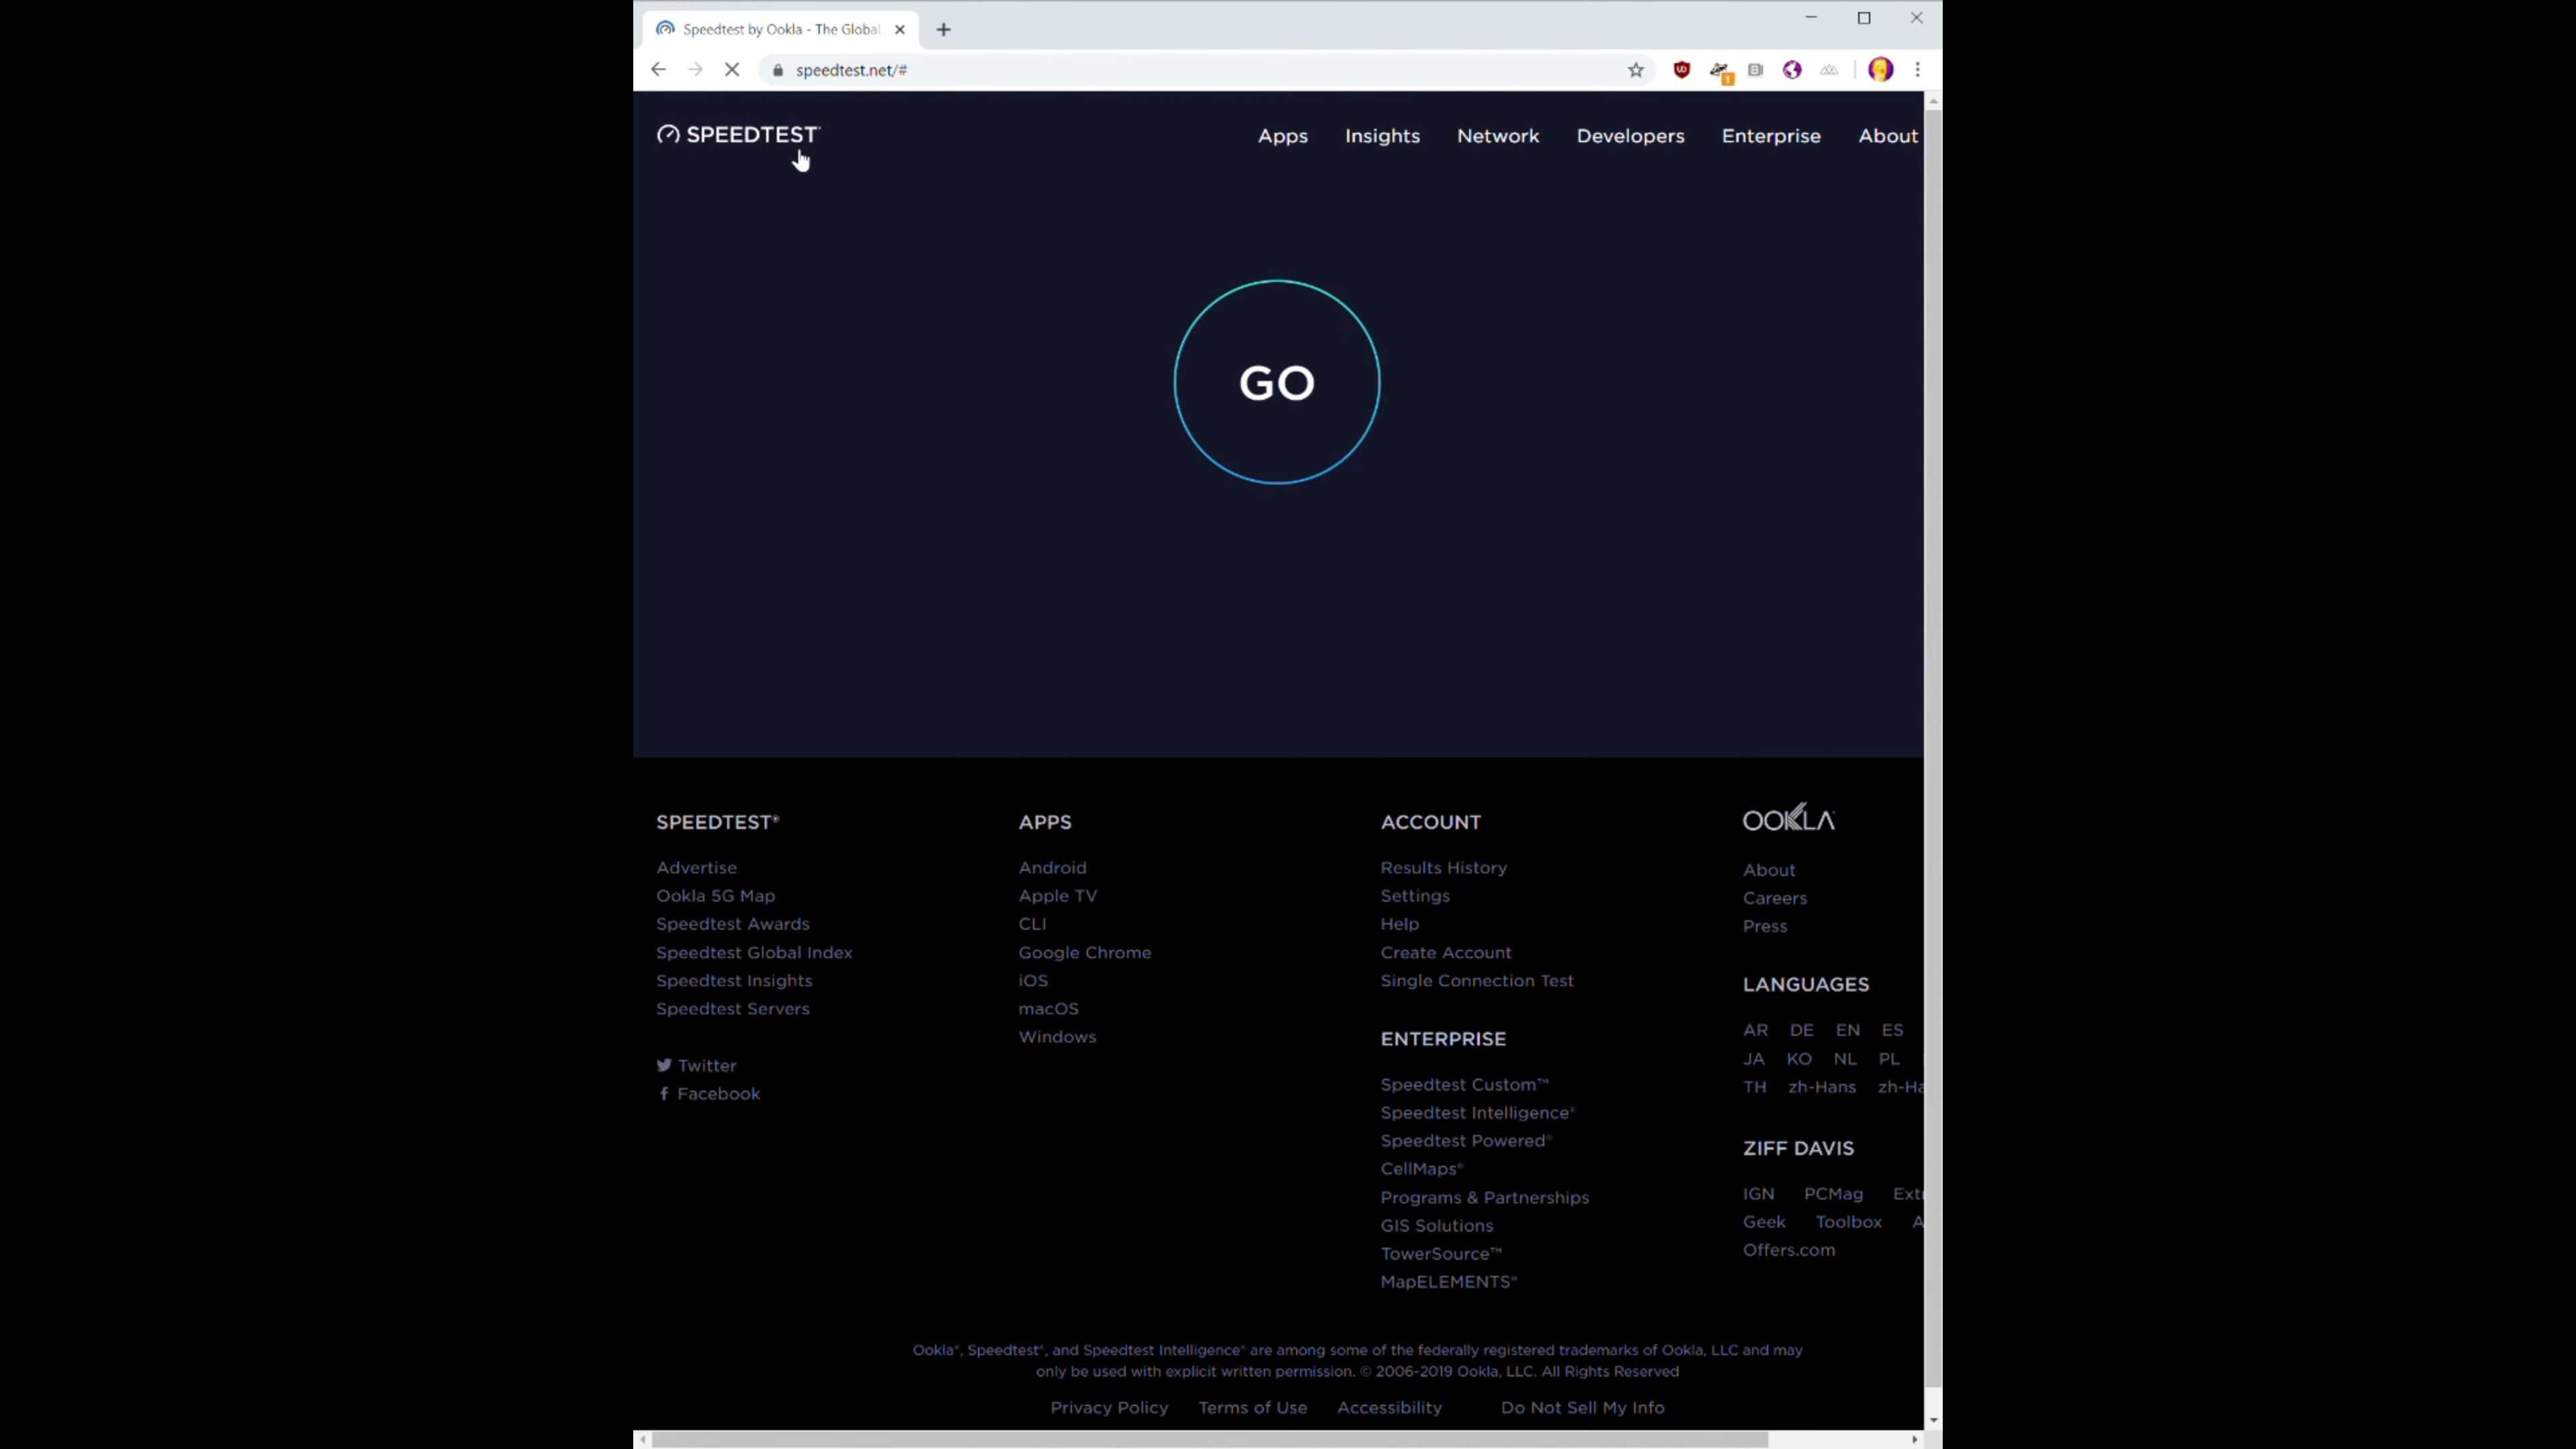 Speedtest by Ookla - The Global
speedtest.net/#
1
SPEEDTEST
Apps Insights Network Developers Enterprise About
GO
SPEEDTEST®
Advertise
Ookla 5G Map
Speedtest Awards
Speedtest Global Index
Speedtest Insights
Speedtest Servers
Twitter
Facebook
APPS
Android
Apple TV
CLI
Google Chrome
iOS
macOS
Windows
ACCOUNT
Results History
Settings
Help
Create Account
Single Connection Test
ENTERPRISE
Speedtest Custom™
Speedtest Intelligence®
Speedtest Powered®
CellMaps®
Programs & Partnerships
GIS Solutions
TowerSource™
MapELEMENTS®
OOKLA
About
Careers
Press
LANGUAGES
AR DE EN ES
JA KO NL PL
TH zh-Hans zh-Ha
ZIFF DAVIS
IGN PCMag Ext
Geek Toolbox A
Offers.com
Ookla®, Speedtest®, and Speedtest Intelligence® are among some of the federally registered trademarks of Ookla, LLC and may
only be used with explicit written permission. © 2006-2019 Ookla, LLC. All Rights Reserved
Privacy Policy Terms of Use Accessibility Do Not Sell My Info